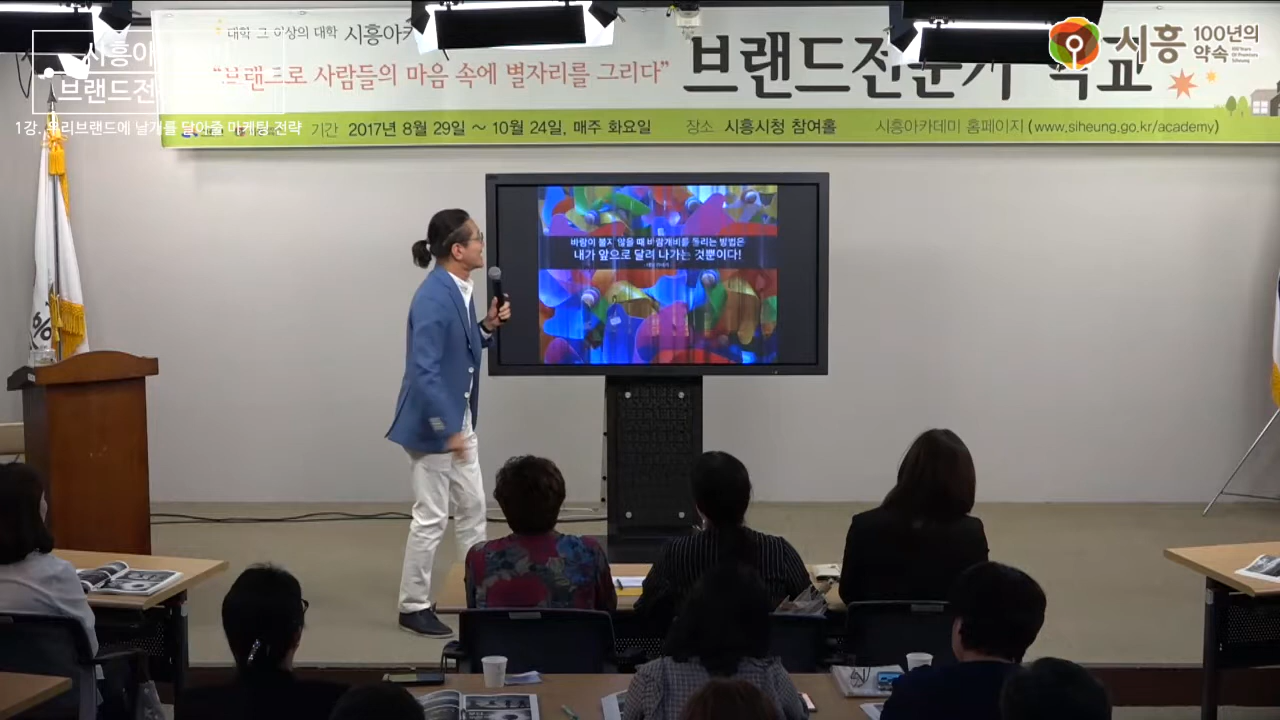 대학 그 이상의 대학 시흥아카
“브랜드로 사람들의 마음 속에 별자리를 그리다”
브랜드전문가 학교
시흥 100년의 약속
시흥아
브랜드전
1강. 우리브랜드에 날개를 달아줄 마케팅 전략
기간 2017년 8월 29일 ~ 10월 24일, 매주 화요일 장소 시흥시청 참여홀 시흥아카데미 홈페이지(www.siheung.go.kr/academy)
바람이 불지 않을 때 바람개비를 돌리는 방법은
내가 앞으로 달려 나가는 것뿐이다!